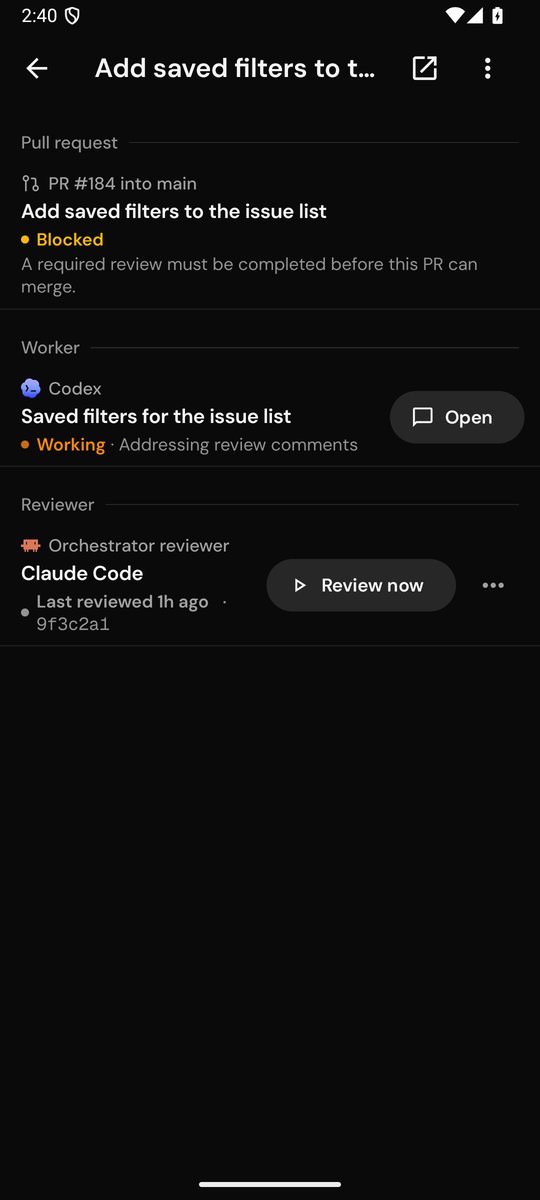 2:40
Add saved filters to t...
Pull request
PR #184 into main
Add saved filters to the issue list
Blocked
A required review must be completed before this PR can
merge.
Worker
Codex
Saved filters for the issue list
Open
Working · Addressing review comments
Reviewer
Orchestrator reviewer
Claude Code
Review now
Last reviewed 1h ago ·
9f3c2a1